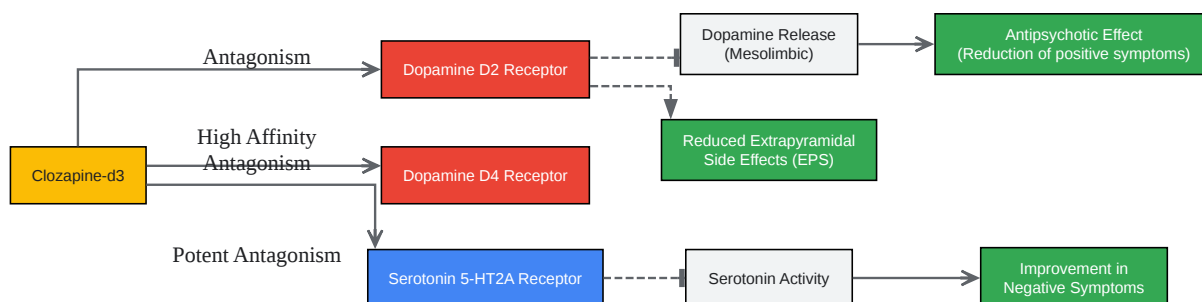 Antagonism
Dopamine D2 Receptor
Dopamine Release
(Mesolimbic)
Antipsychotic Effect
(Reduction of positive symptoms)
High Affinity
Antagonism
Reduced Extrapyramidal
Side Effects (EPS)
Clozapine-d3
Dopamine D4 Receptor
Potent Antagonism
Serotonin 5-HT2A Receptor
Serotonin Activity
Improvement in
Negative Symptoms